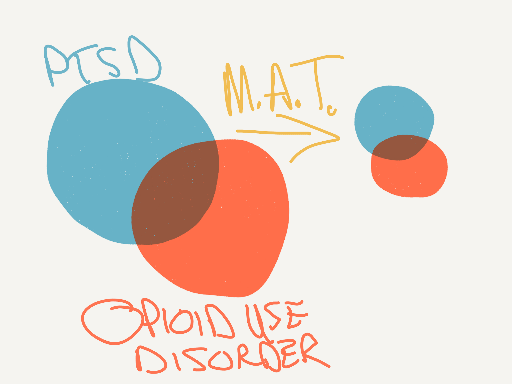 PTSD
M.A.T.
OPIOID USE
DISORDER